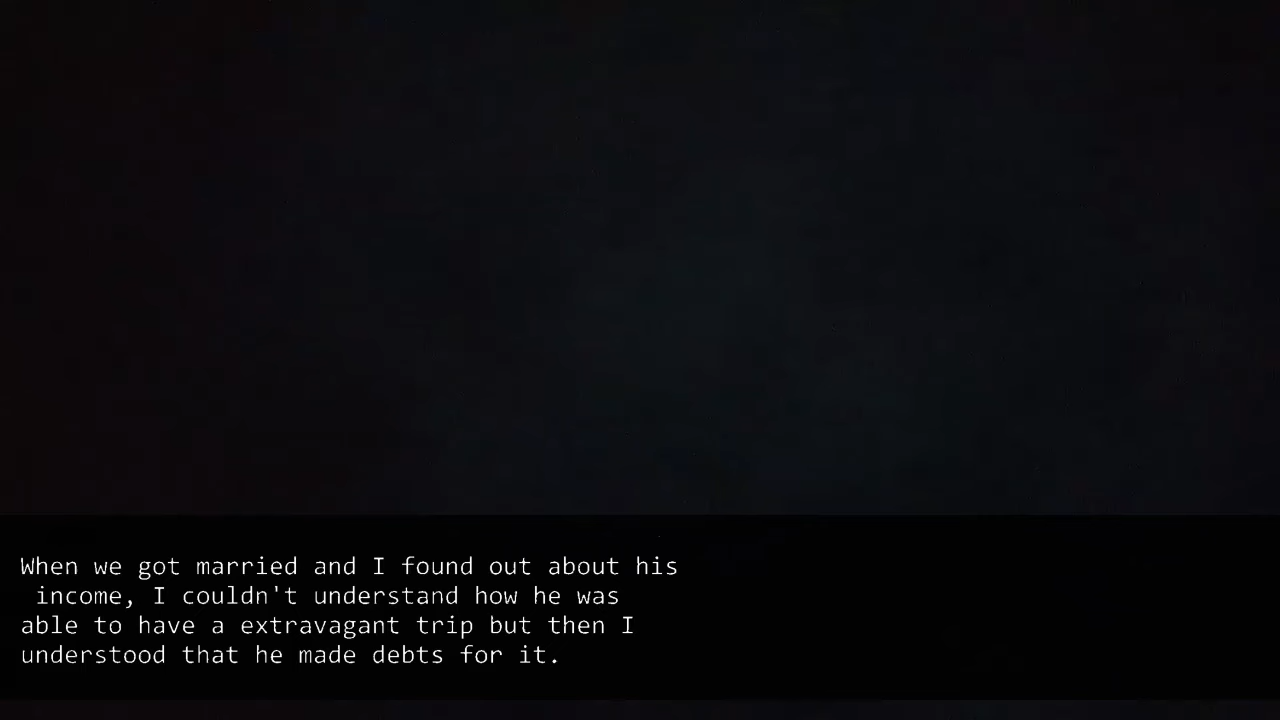 When we got married and I found out about his
income, I couldn't understand how he was
able to have a extravagant trip but then I
understood that he made debts for it.